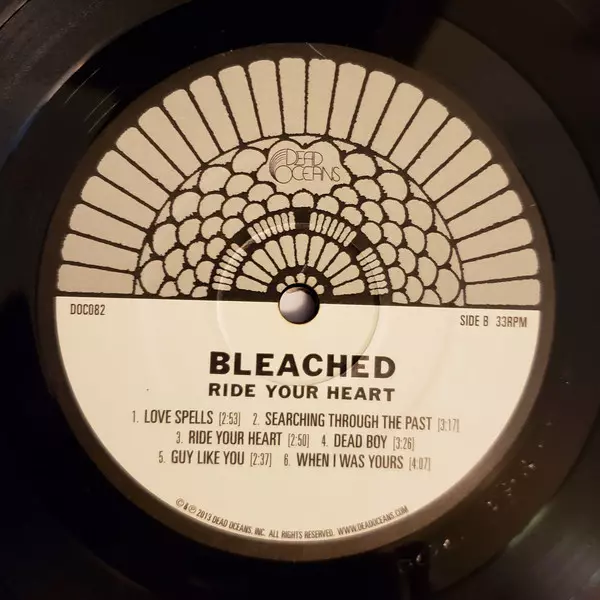 DEAD
OCEANS
DOC082
SIDE B 33RPM
BLEACHED
RIDE YOUR HEART
1. LOVE SPELLS [2:53] 2. SEARCHING THROUGH THE PAST [3:17]
3. RIDE YOUR HEART [2:50] 4. DEAD BOY [3:26]
5. GUY LIKE YOU [2:37] 6. WHEN I WAS YOURS [4:07]
© & ℗ 2013 DEAD OCEANS, INC. ALL RIGHTS RESERVED. WWW.DEADOCEANS.COM